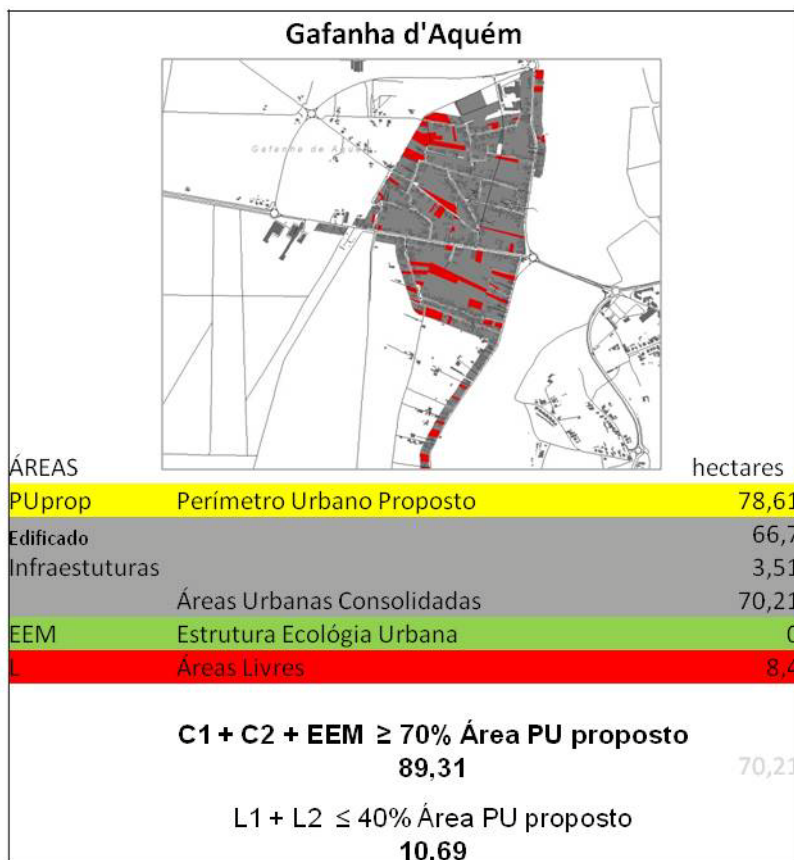 Gafanha d'Aquém
Gafanha de Aquém
ÁREAS hectares
PUprop Perímetro Urbano Proposto 78,61
Edificado 66,7
Infraestuturas 3,51
Áreas Urbanas Consolidadas 70,21
EEM Estrutura Ecológia Urbana 0
L Áreas Livres 8,4
C1 + C2 + EEM ≥ 70% Área PU proposto
89,31 70,21
L1 + L2 ≤ 40% Área PU proposto
10,69